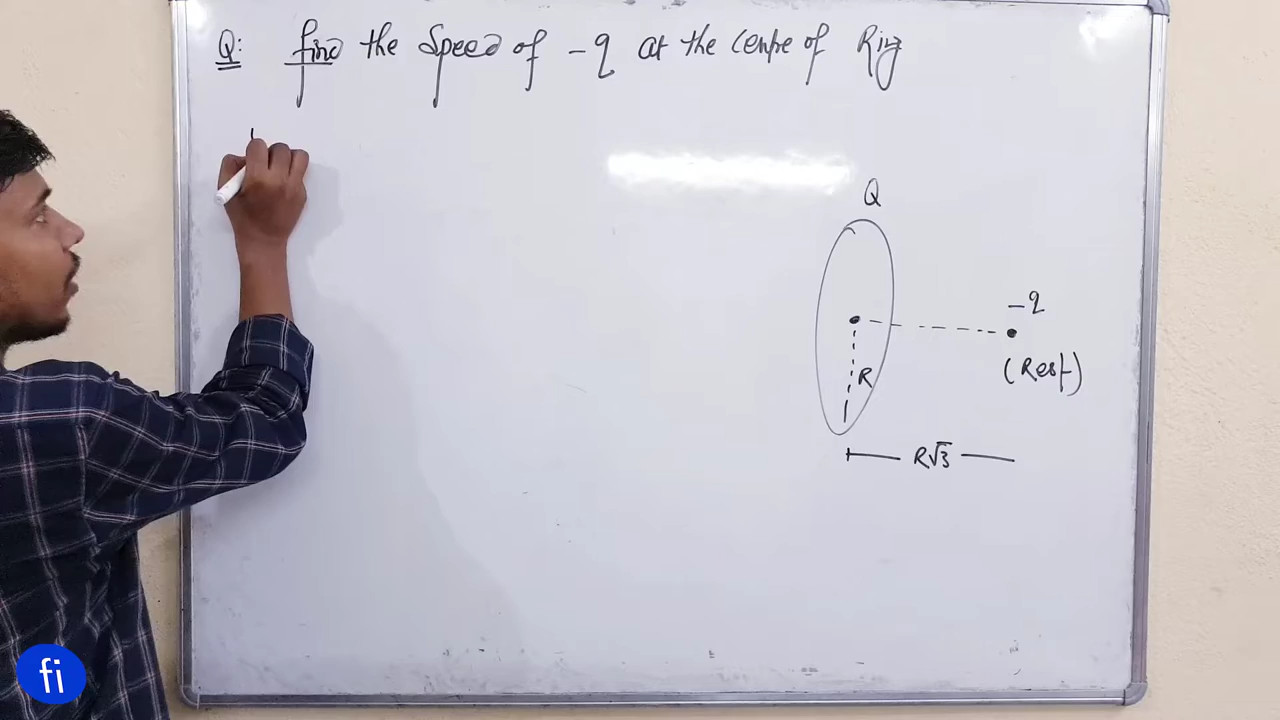 Q: find the Speed of -q at the centre of Ring
Q
-q
(Rest)
R
R√3
fi